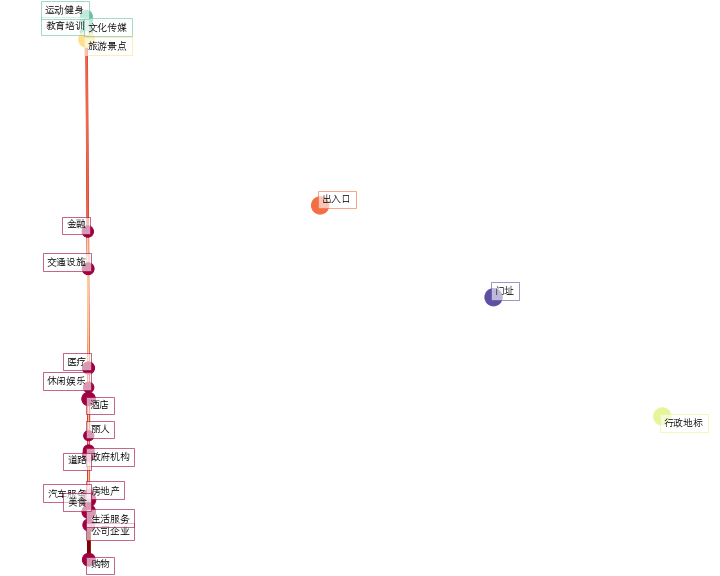 运动健身
教育培训
文化传媒
旅游景点
出入口
金融
交通设施
门址
医疗
休闲娱乐
酒店
行政地标
丽人
道路
政府机构
汽车服务
房地产
美食
生活服务
公司企业
购物